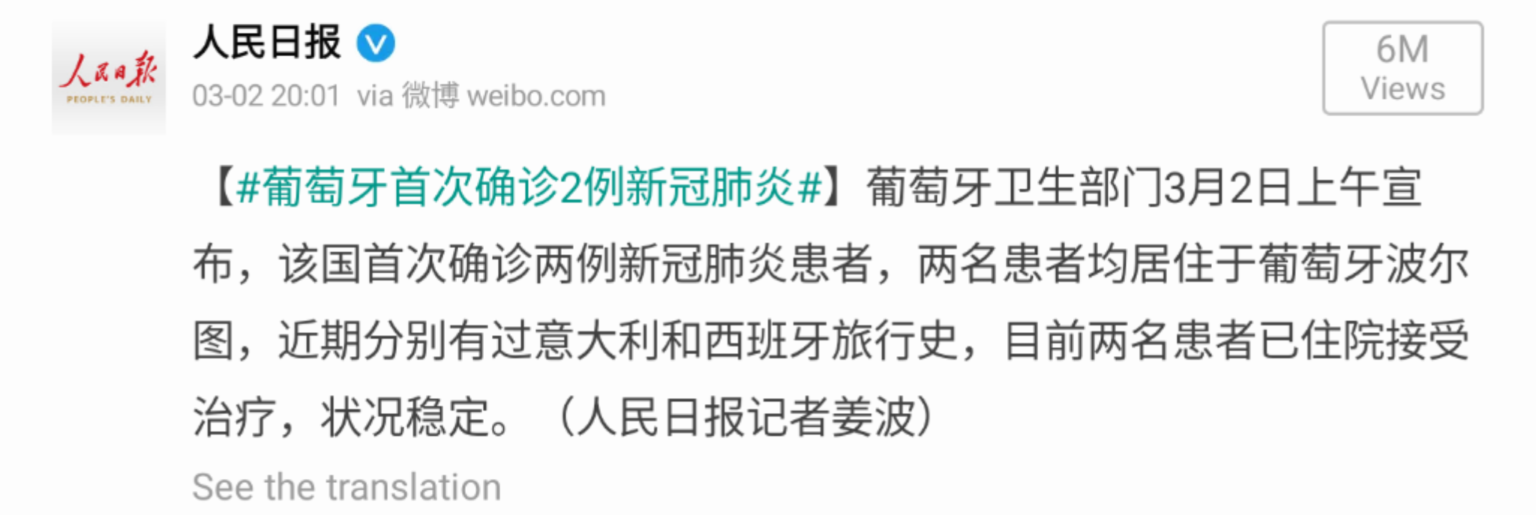 人民日报
PEOPLE'S DAILY
人民日报
03-02 20:01 via 微博 weibo.com
6M
Views
【#葡萄牙首次确诊2例新冠肺炎#】葡萄牙卫生部门3月2日上午宣
布，该国首次确诊两例新冠肺炎患者，两名患者均居住于葡萄牙波尔
图，近期分别有过意大利和西班牙旅行史，目前两名患者已住院接受
治疗，状况稳定。（人民日报记者姜波）
See the translation